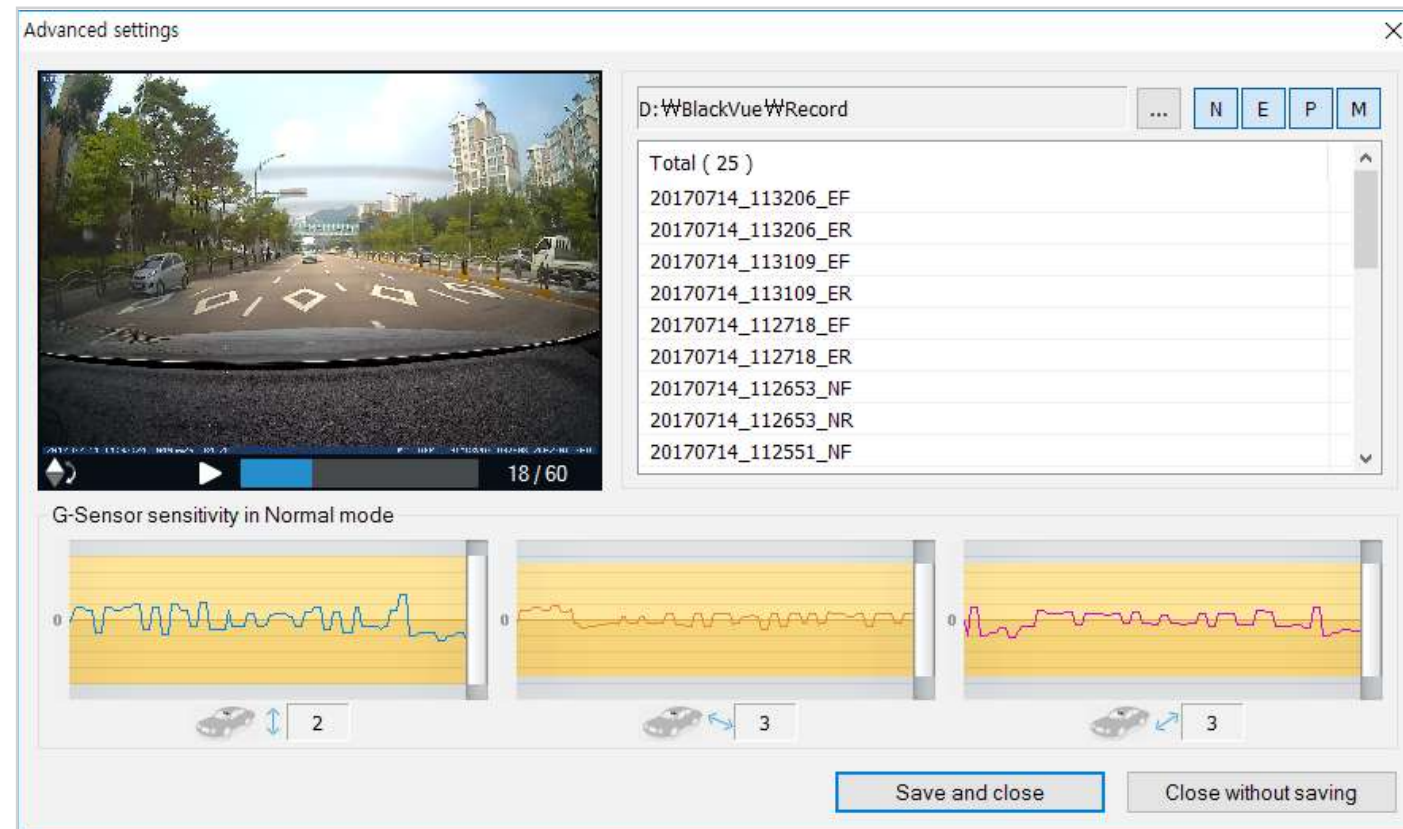 Advanced settings
D:₩BlackVue₩Record
...
N E P M
Total ( 25 )
20170714_113206_EF
20170714_113206_ER
20170714_113109_EF
20170714_113109_ER
20170714_112718_EF
20170714_112718_ER
20170714_112653_NF
20170714_112653_NR
20170714_112551_NF
18 / 60
G-Sensor sensitivity in Normal mode
0
0
0
2
3
3
Save and close
Close without saving